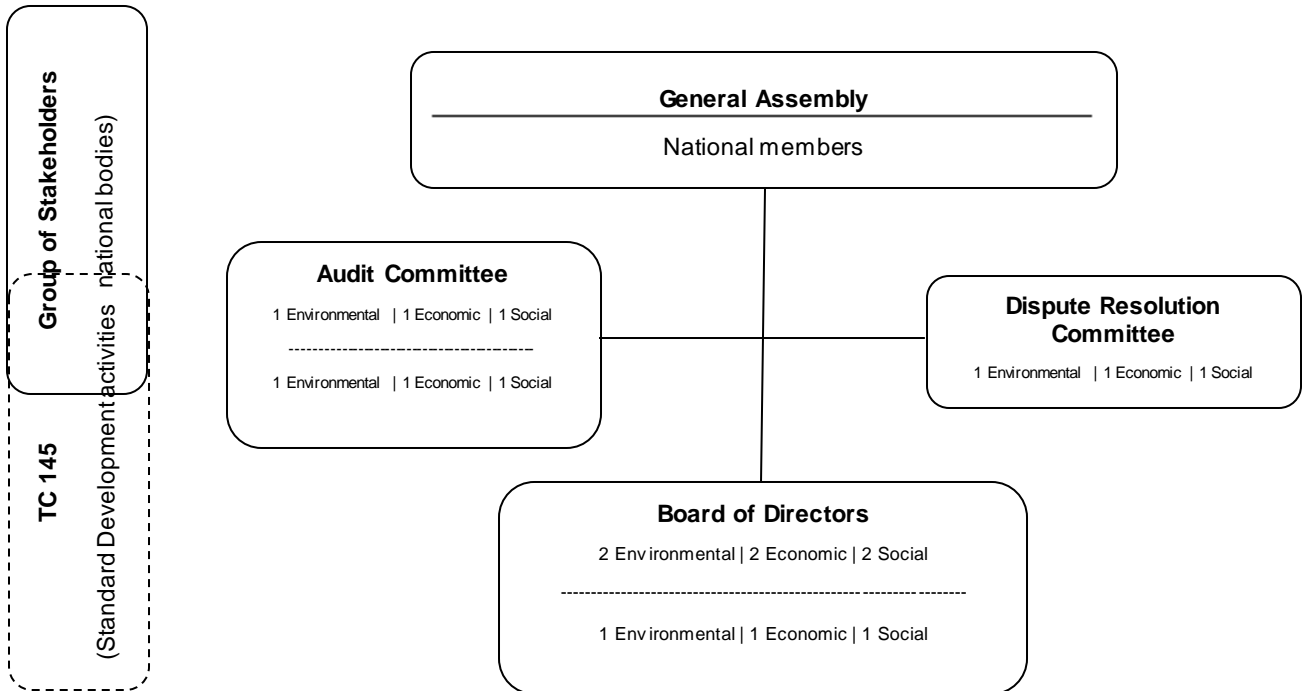 Group of Stakeholders
TC 145
(Standard Development activities national bodies)
General Assembly
National members
Audit Committee
1 Environmental | 1 Economic | 1 Social
------------------------------------------
1 Environmental | 1 Economic | 1 Social
Dispute Resolution
Committee
1 Environmental | 1 Economic | 1 Social
Board of Directors
2 Environmental | 2 Economic | 2 Social
--------------------------------------------------------------------
1 Environmental | 1 Economic | 1 Social